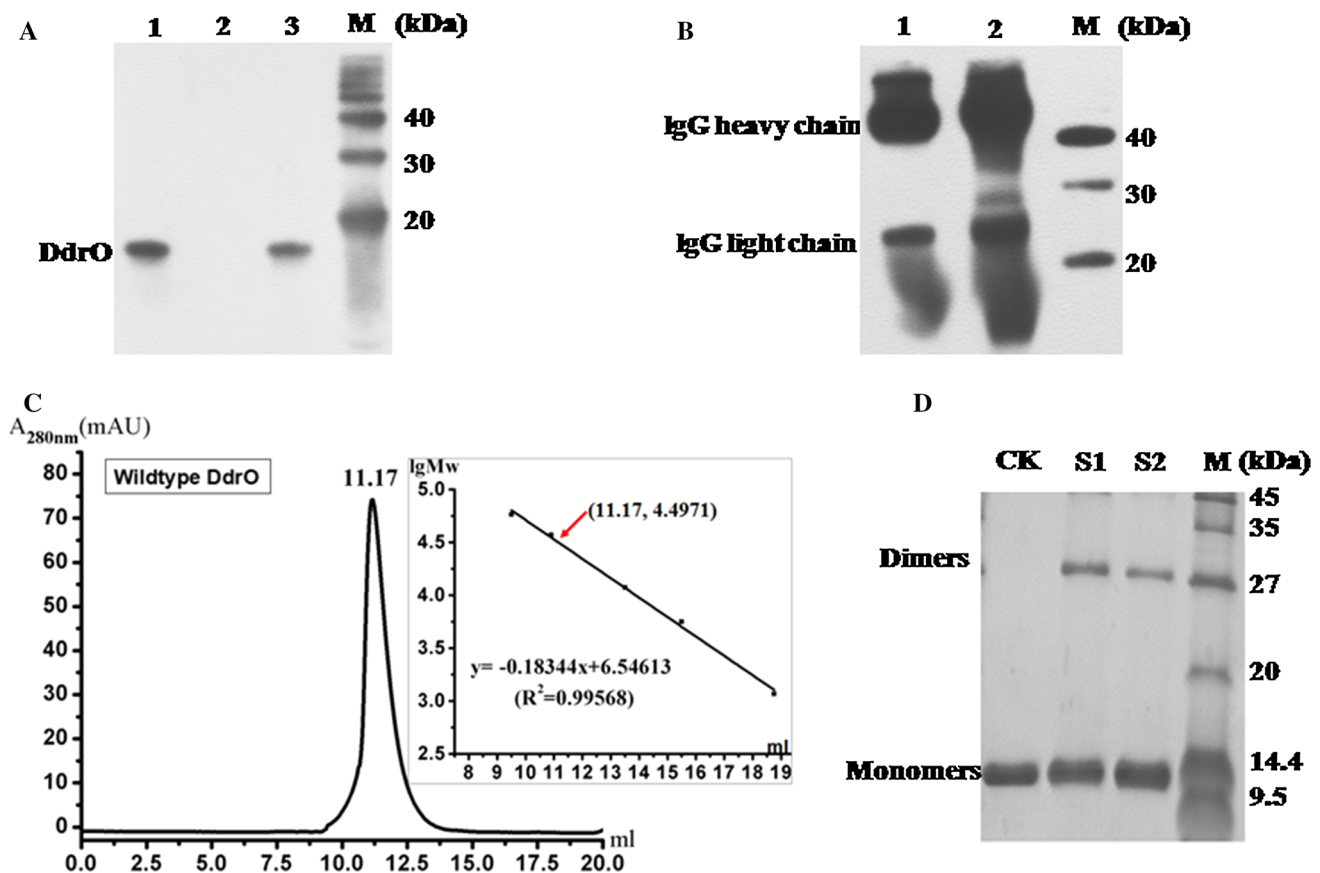 A
1 2 3 M (kDa)
40
30
20
DdrO
B
1 2 M (kDa)
IgG heavy chain
IgG light chain
40
30
20
C
A280nm(mAU)
Wildtype DdrO
11.17
80
70
60
50
40
30
20
10
0
0.0 2.5 5.0 7.5 10.0 12.5 15.0 17.5 20.0
ml
lgMw
5.0
4.5
4.0
3.5
3.0
2.5
(11.17, 4.4971)
y= -0.18344x+6.54613
(R²=0.99568)
ml
8 9 10 11 12 13 14 15 16 17 18 19
D
CK S1 S2 M (kDa)
45
35
Dimers
27
20
Monomers
14.4
9.5